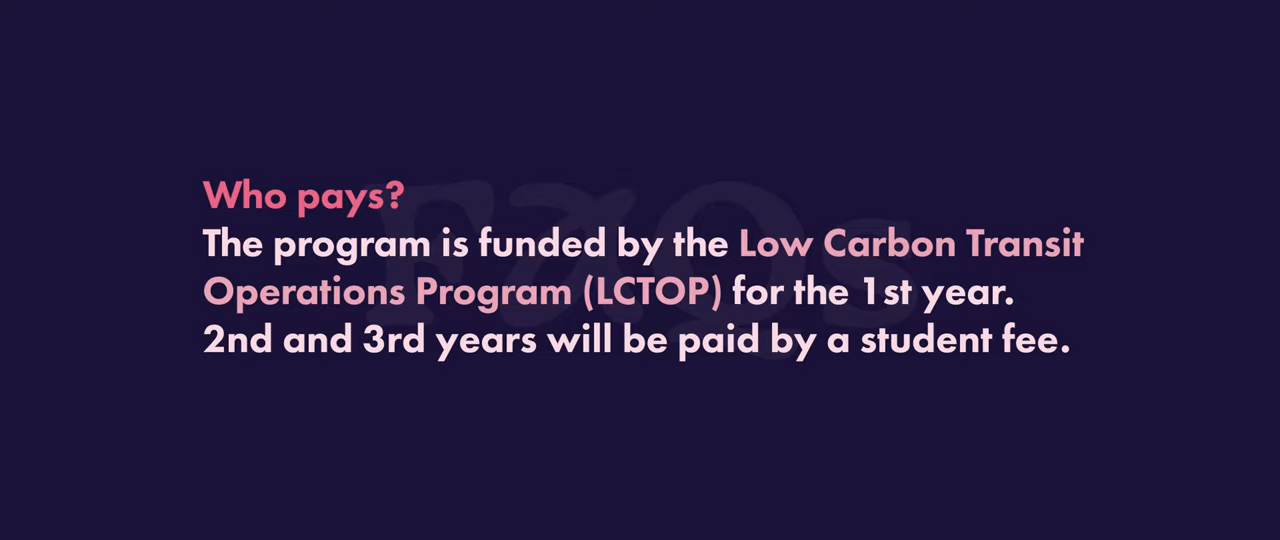 Who pays?
The program is funded by the Low Carbon Transit
Operations Program (LCTOP) for the 1st year.
2nd and 3rd years will be paid by a student fee.
FaQs